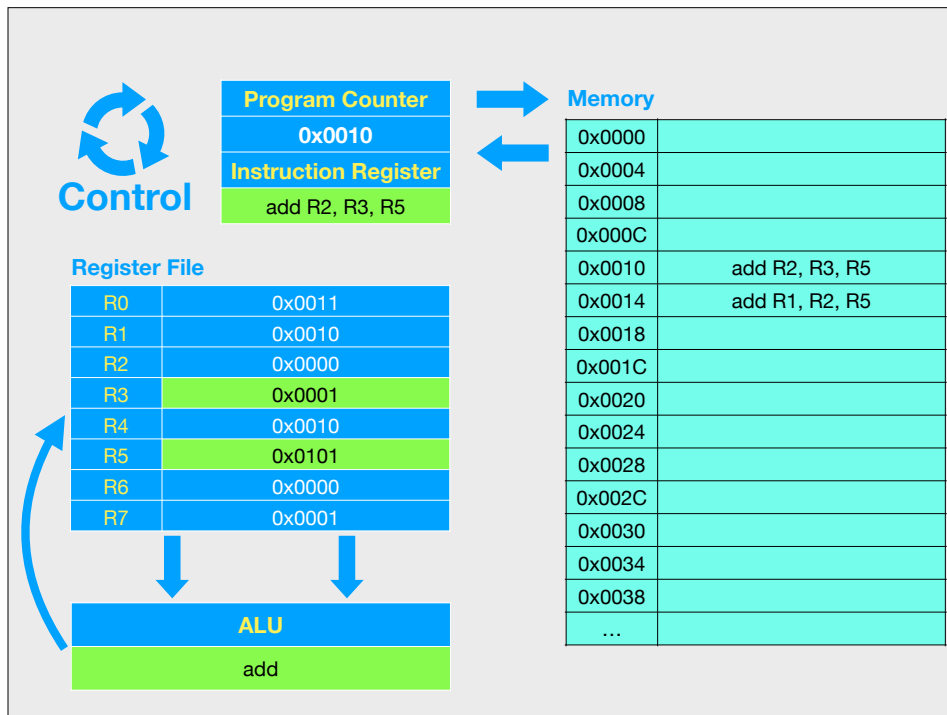 Program Counter
0x0010
Instruction Register
add R2, R3, R5
Control
Register File
R0 0x0011
R1 0x0010
R2 0x0000
R3 0x0001
R4 0x0010
R5 0x0101
R6 0x0000
R7 0x0001
ALU
add
Memory
0x0000
0x0004
0x0008
0x000C
0x0010 add R2, R3, R5
0x0014 add R1, R2, R5
0x0018
0x001C
0x0020
0x0024
0x0028
0x002C
0x0030
0x0034
0x0038
…